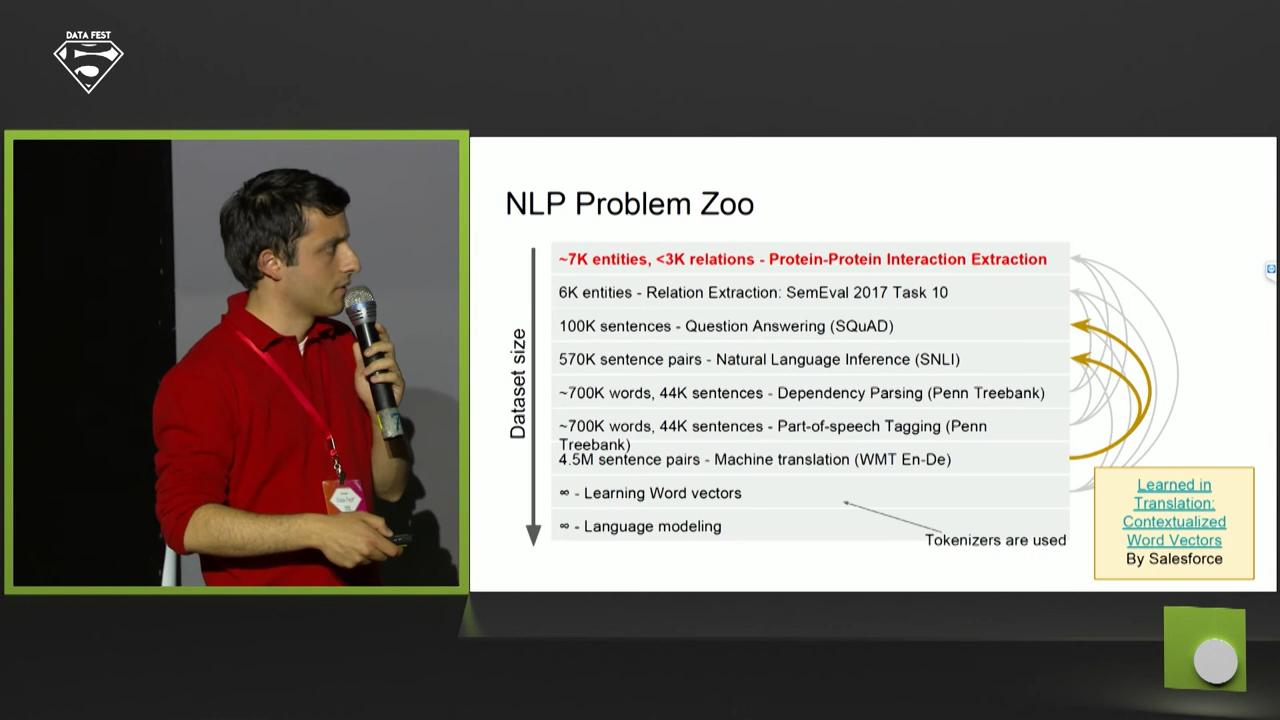 DATA FEST
NLP Problem Zoo
Dataset size
~7K entities, <3K relations - Protein-Protein Interaction Extraction
6K entities - Relation Extraction: SemEval 2017 Task 10
100K sentences - Question Answering (SQuAD)
570K sentence pairs - Natural Language Inference (SNLI)
~700K words, 44K sentences - Dependency Parsing (Penn Treebank)
~700K words, 44K sentences - Part-of-speech Tagging (Penn
Treebank)
4.5M sentence pairs - Machine translation (WMT En-De)
∞ - Learning Word vectors
∞ - Language modeling
Tokenizers are used
Learned in
Translation:
Contextualized
Word Vectors
By Salesforce